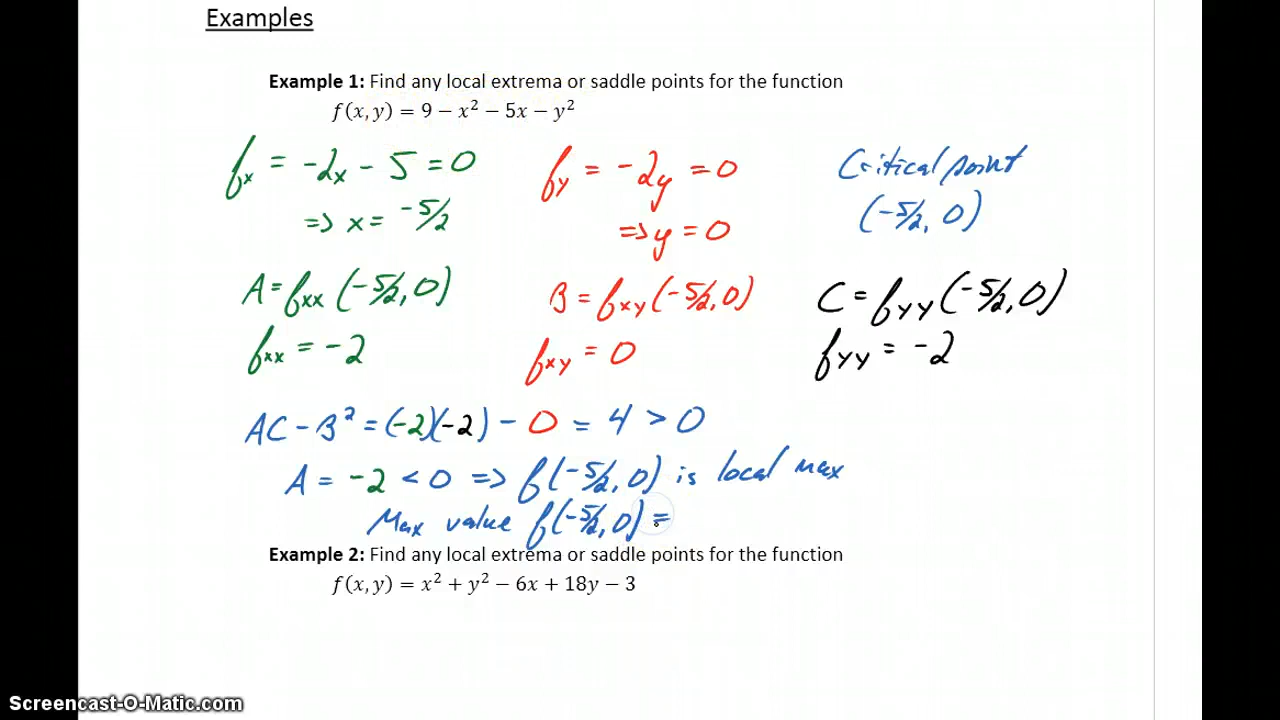 Examples
Example 1: Find any local extrema or saddle points for the function
f(x, y) = 9 − x² − 5x − y²
fx = -2x - 5 = 0 fy = -2y = 0 Critical point
=> x = -5/2 => y = 0 (-5/2, 0)
A = fxx (-5/2, 0) B = fxy (-5/2, 0) C = fyy (-5/2, 0)
fxx = -2 fxy = 0 fyy = -2
AC - B² = (-2)(-2) - 0 = 4 > 0
A = -2 < 0 => f(-5/2, 0) is local max
Max value f(-5/2, 0) =
Example 2: Find any local extrema or saddle points for the function
f(x, y) = x² + y² − 6x + 18y − 3
Screencast-O-Matic.com